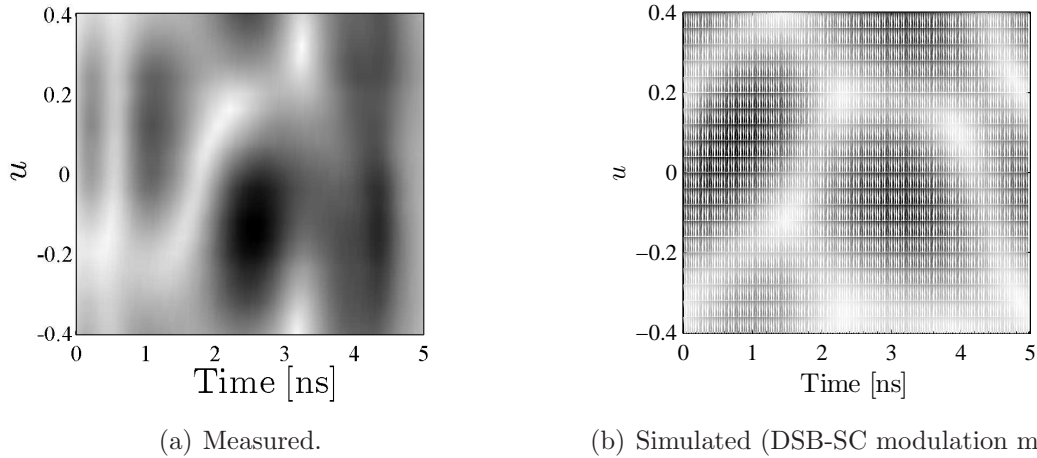 0.4
0.2
0
-0.2
-0.4
u
0 1 2 3 4 5
Time [ns]
(a) Measured.
0.4
0.2
0
−0.2
−0.4
u
0 1 2 3 4 5
Time [ns]
(b) Simulated (DSB-SC modulation m